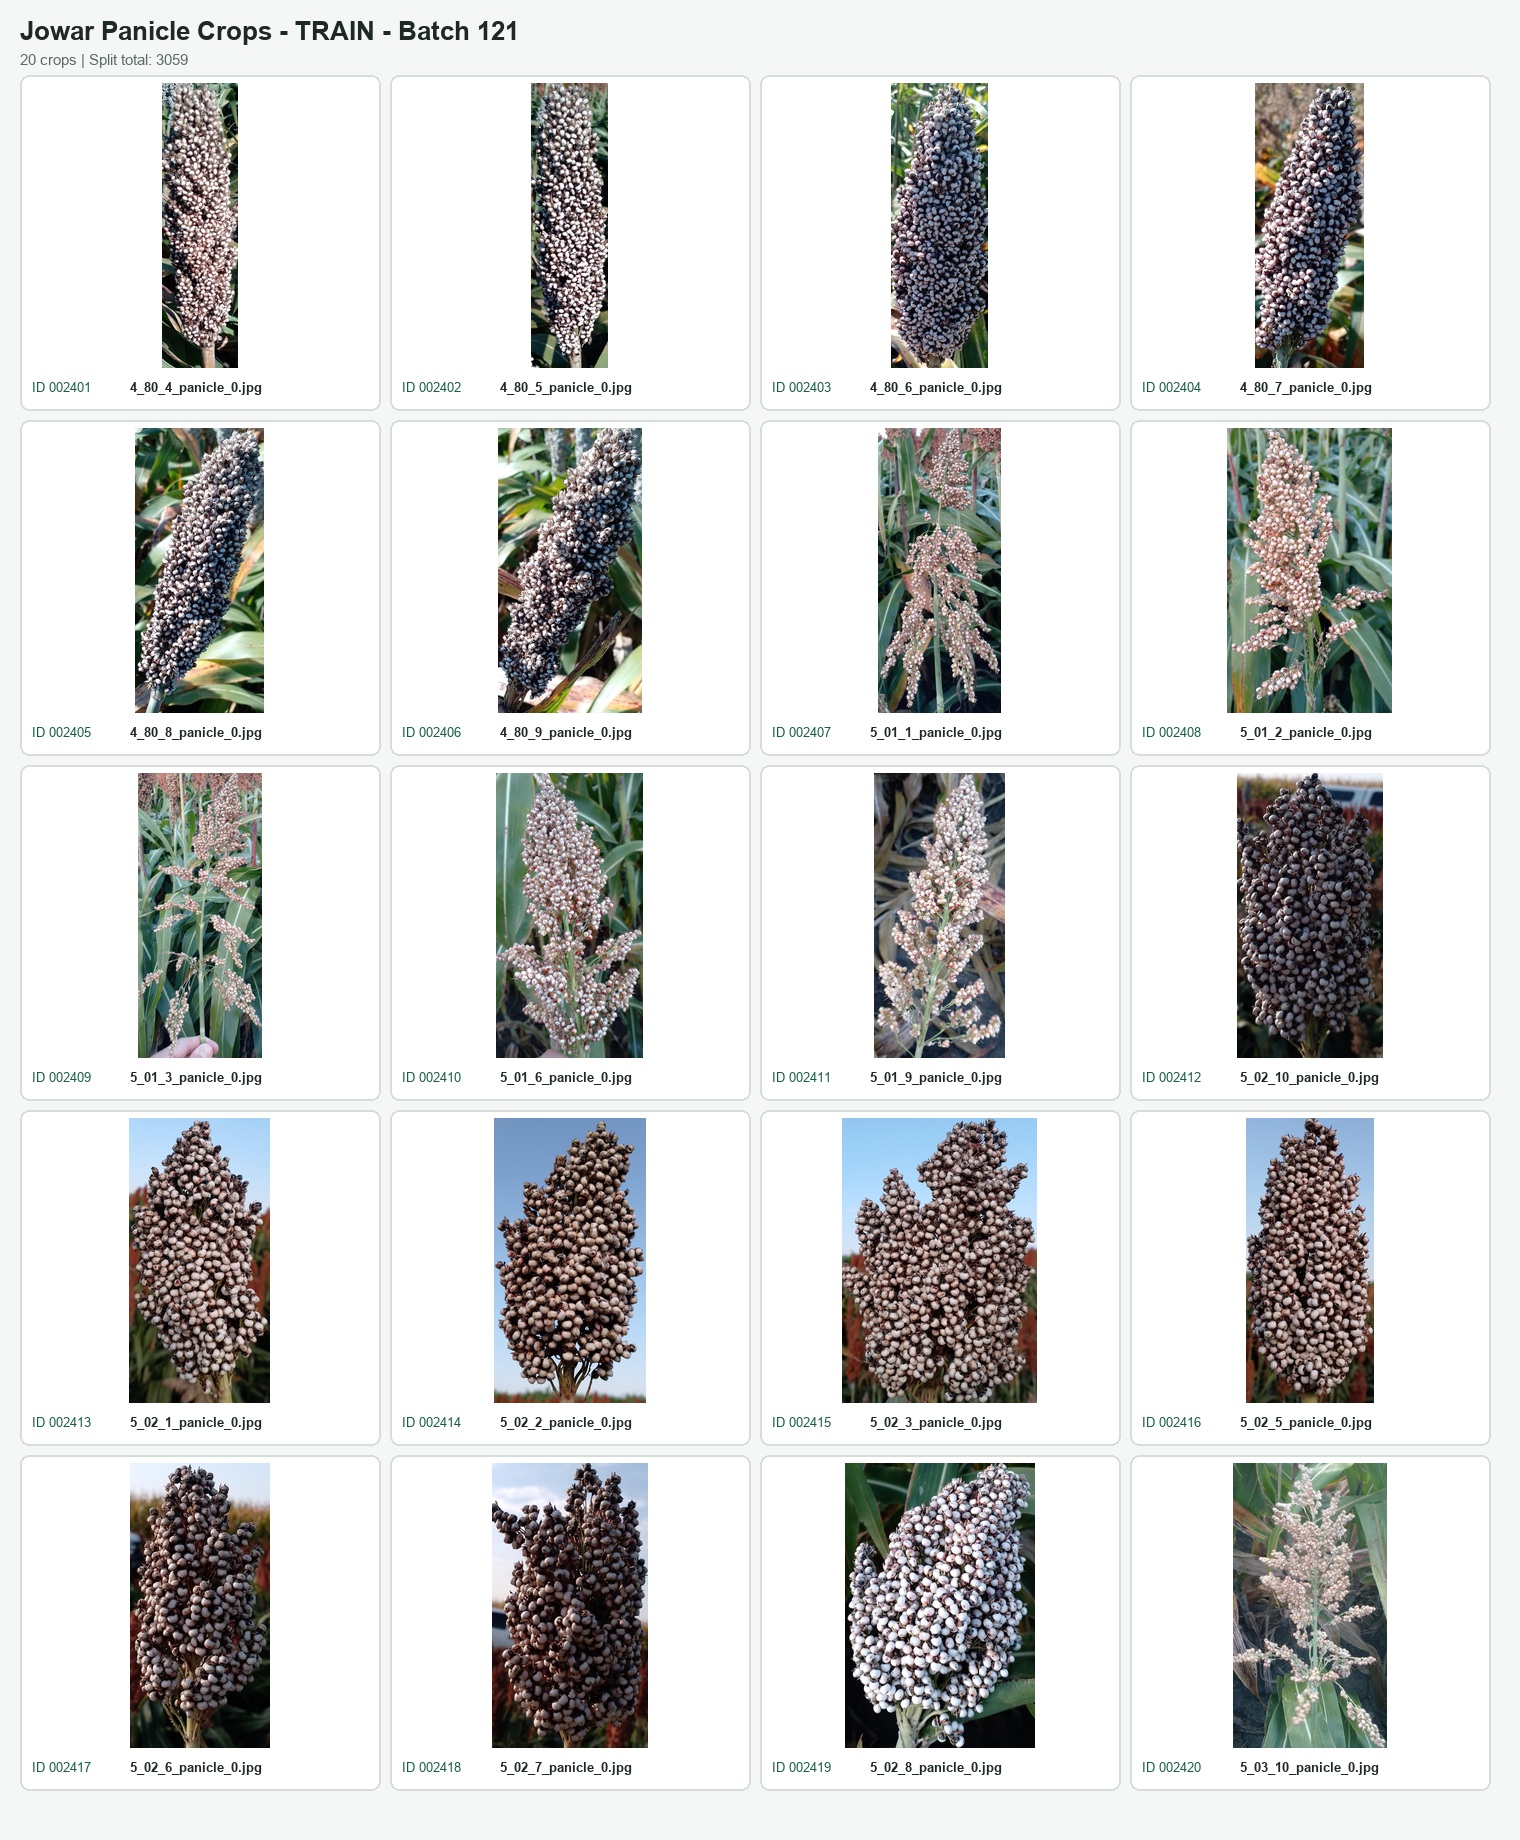 Jowar Panicle Crops - TRAIN - Batch 121
20 crops | Split total: 3059
ID 002401 4_80_4_panicle_0.jpg
ID 002402 4_80_5_panicle_0.jpg
ID 002403 4_80_6_panicle_0.jpg
ID 002404 4_80_7_panicle_0.jpg
ID 002405 4_80_8_panicle_0.jpg
ID 002406 4_80_9_panicle_0.jpg
ID 002407 5_01_1_panicle_0.jpg
ID 002408 5_01_2_panicle_0.jpg
ID 002409 5_01_3_panicle_0.jpg
ID 002410 5_01_6_panicle_0.jpg
ID 002411 5_01_9_panicle_0.jpg
ID 002412 5_02_10_panicle_0.jpg
ID 002413 5_02_1_panicle_0.jpg
ID 002414 5_02_2_panicle_0.jpg
ID 002415 5_02_3_panicle_0.jpg
ID 002416 5_02_5_panicle_0.jpg
ID 002417 5_02_6_panicle_0.jpg
ID 002418 5_02_7_panicle_0.jpg
ID 002419 5_02_8_panicle_0.jpg
ID 002420 5_03_10_panicle_0.jpg